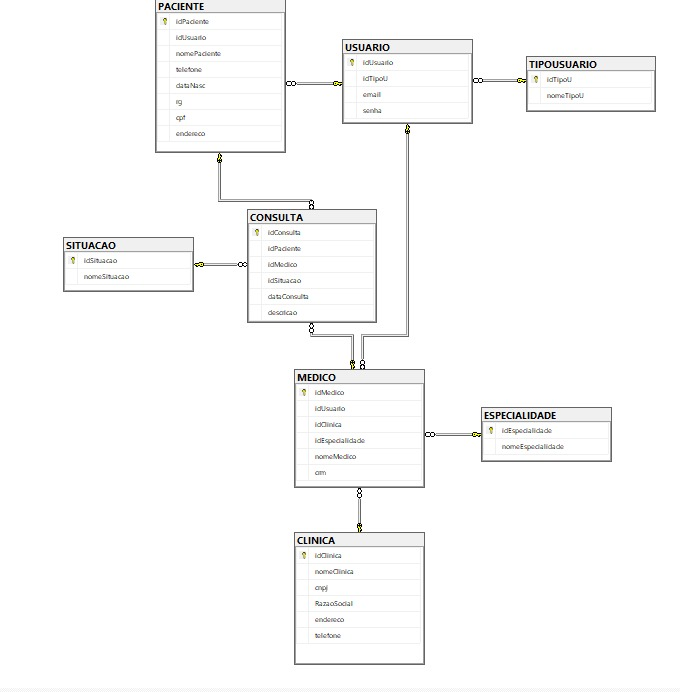 PACIENTE
idPaciente
idUsuario
nomePaciente
telefone
dataNasc
rg
cpf
endereco
USUARIO
idUsuario
idTipoU
email
senha
TIPOUSUARIO
idTipoU
nomeTipoU
CONSULTA
idConsulta
idPaciente
idMedico
idSituacao
dataConsulta
descricao
SITUACAO
idSituacao
nomeSituacao
MEDICO
idMedico
idUsuario
idClinica
idEspecialidade
nomeMedico
crm
ESPECIALIDADE
idEspecialidade
nomeEspecialidade
CLINICA
idClinica
nomeClinica
cnpj
RazaoSocial
endereco
telefone